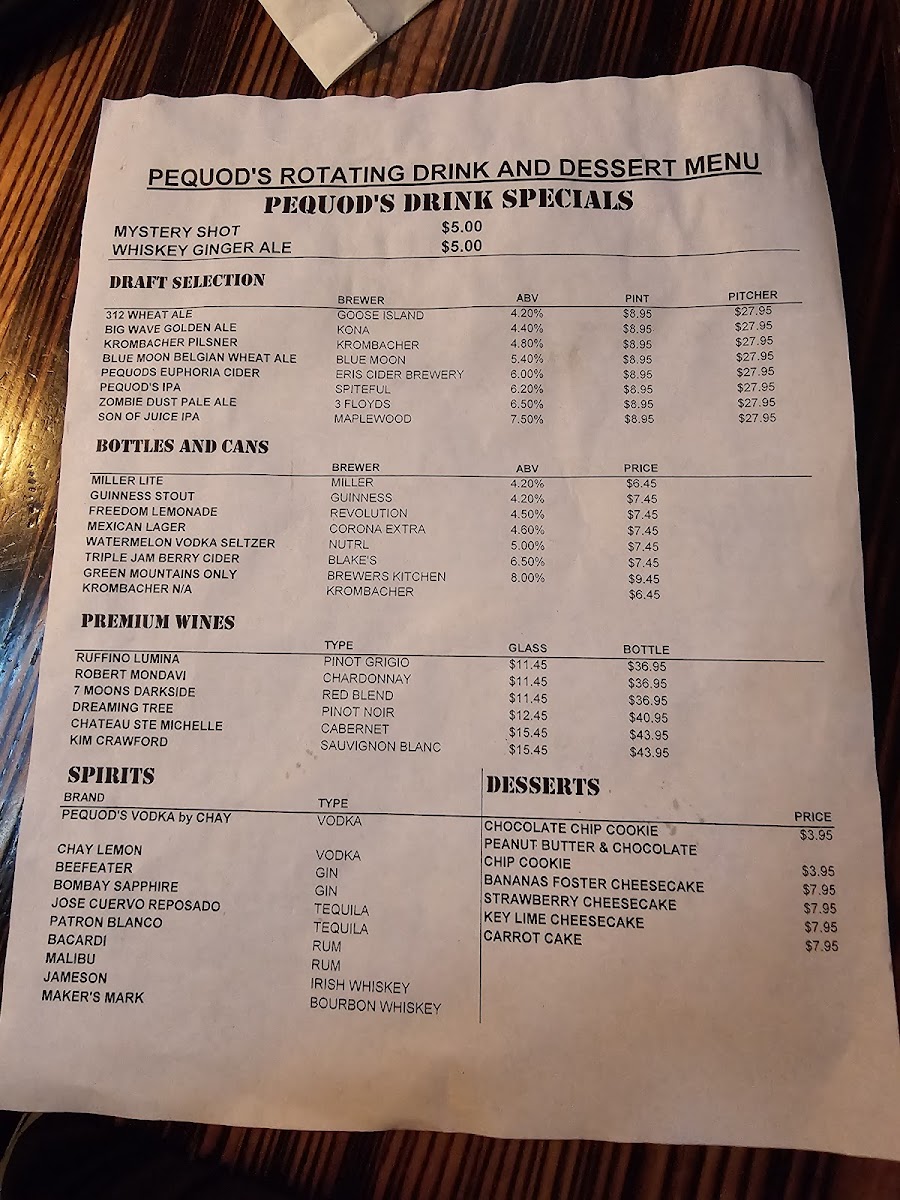 PEQUOD'S ROTATING DRINK AND DESSERT MENU
PEQUOD'S DRINK SPECIALS
MYSTERY SHOT $5.00
WHISKEY GINGER ALE $5.00
DRAFT SELECTION
BREWER ABV PINT PITCHER
312 WHEAT ALE GOOSE ISLAND 4.20% $8.95 $27.95
BIG WAVE GOLDEN ALE KONA 4.40% $8.95 $27.95
KROMBACHER PILSNER KROMBACHER 4.80% $8.95 $27.95
BLUE MOON BELGIAN WHEAT ALE BLUE MOON 5.40% $8.95 $27.95
PEQUODS EUPHORIA CIDER ERIS CIDER BREWERY 6.00% $8.95 $27.95
PEQUOD'S IPA SPITEFUL 6.20% $8.95 $27.95
ZOMBIE DUST PALE ALE 3 FLOYDS 6.50% $8.95 $27.95
SON OF JUICE IPA MAPLEWOOD 7.50% $8.95 $27.95
BOTTLES AND CANS
BREWER ABV PRICE
MILLER LITE MILLER 4.20% $6.45
GUINNESS STOUT GUINNESS 4.20% $7.45
FREEDOM LEMONADE REVOLUTION 4.50% $7.45
MEXICAN LAGER CORONA EXTRA 4.60% $7.45
WATERMELON VODKA SELTZER NUTRL 5.00% $7.45
TRIPLE JAM BERRY CIDER BLAKE'S 6.50% $7.45
GREEN MOUNTAINS ONLY BREWERS KITCHEN 8.00% $9.45
KROMBACHER N/A KROMBACHER $6.45
PREMIUM WINES
TYPE GLASS BOTTLE
RUFFINO LUMINA PINOT GRIGIO $11.45 $36.95
ROBERT MONDAVI CHARDONNAY $11.45 $36.95
7 MOONS DARKSIDE RED BLEND $11.45 $36.95
DREAMING TREE PINOT NOIR $12.45 $40.95
CHATEAU STE MICHELLE CABERNET $15.45 $43.95
KIM CRAWFORD SAUVIGNON BLANC $15.45 $43.95
SPIRITS
BRAND TYPE
PEQUOD'S VODKA by CHAY VODKA
CHAY LEMON VODKA
BEEFEATER GIN
BOMBAY SAPPHIRE GIN
JOSE CUERVO REPOSADO TEQUILA
PATRON BLANCO TEQUILA
BACARDI RUM
MALIBU RUM
JAMESON IRISH WHISKEY
MAKER'S MARK BOURBON WHISKEY
DESSERTS
PRICE
CHOCOLATE CHIP COOKIE $3.95
PEANUT BUTTER & CHOCOLATE
CHIP COOKIE $3.95
BANANAS FOSTER CHEESECAKE $7.95
STRAWBERRY CHEESECAKE $7.95
KEY LIME CHEESECAKE $7.95
CARROT CAKE $7.95